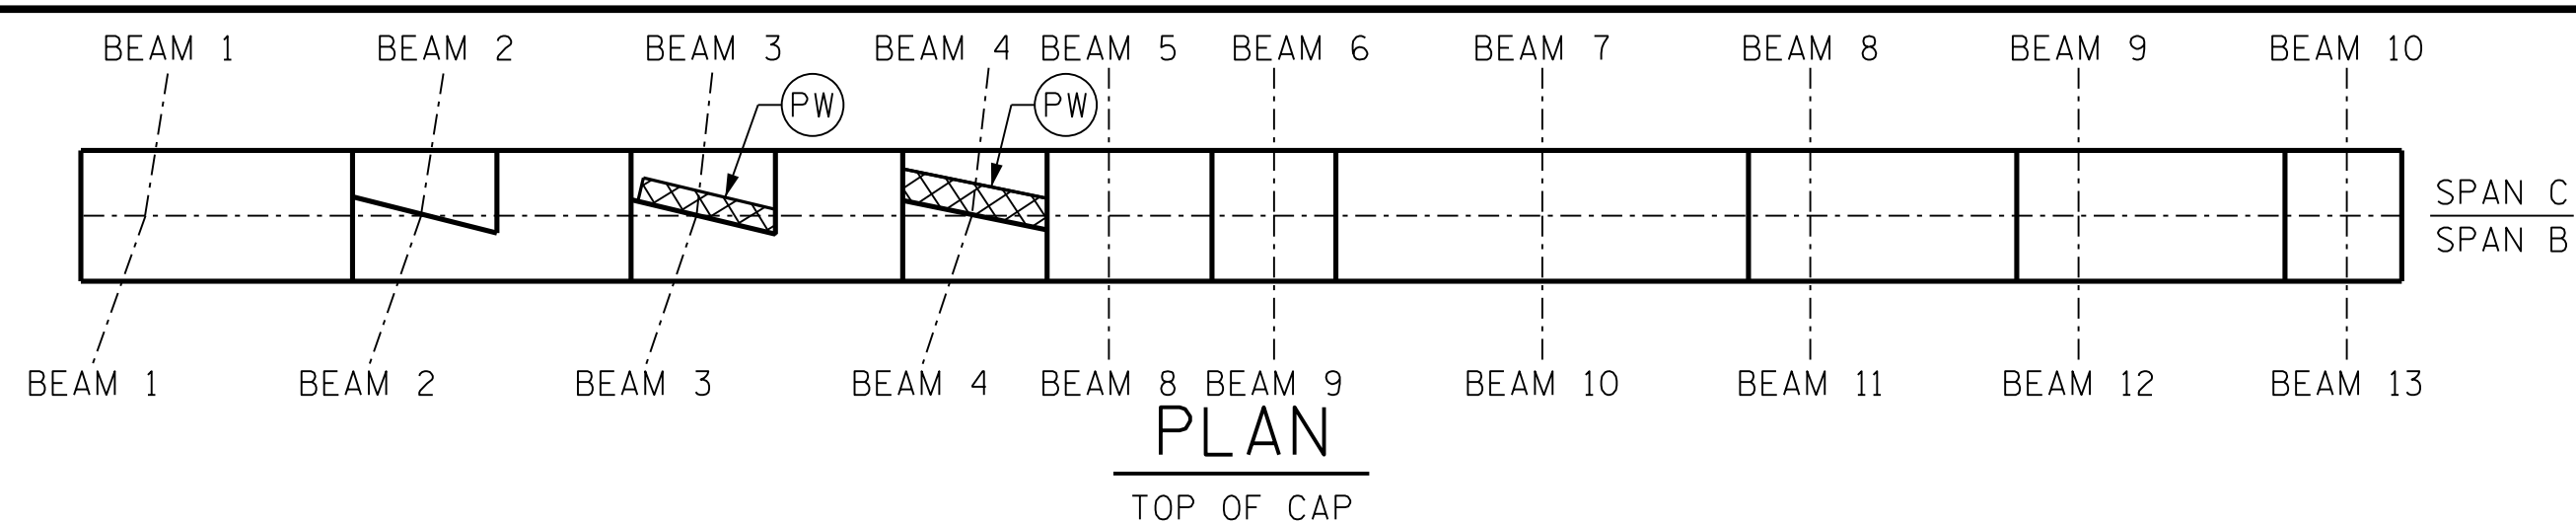 BEAM 1 BEAM 2 BEAM 3 BEAM 4 BEAM 5 BEAM 6 BEAM 7 BEAM 8 BEAM 9 BEAM 10
PW PW
SPAN C
SPAN B
BEAM 1 BEAM 2 BEAM 3 BEAM 4 BEAM 8 BEAM 9 BEAM 10 BEAM 11 BEAM 12 BEAM 13
PLAN
TOP OF CAP